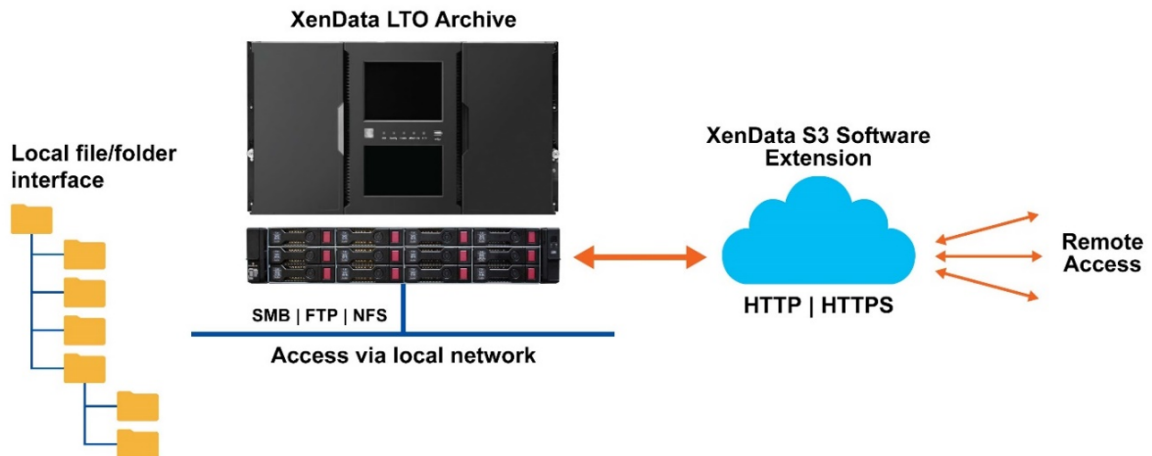 XenData LTO Archive
Local file/folder
interface
SMB | FTP | NFS
Access via local network
XenData S3 Software
Extension
HTTP | HTTPS
Remote
Access